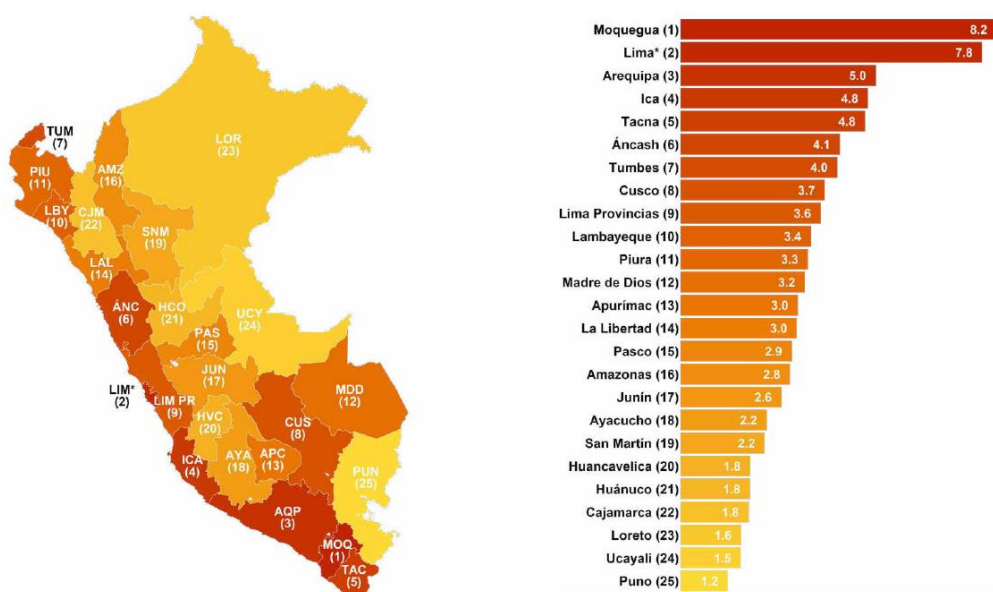 TUM
(7)
PIU
(11)
LBY
(10)
AMZ
(16)
CJM
(22)
LOR
(23)
SNM
(19)
LAL
(14)
ÁNC
(6)
HCO
(21)
UCY
(24)
PAS
(15)
JUN
(17)
LIM*
(2)
LIM PR
(9)
MDD
(12)
HVC
(20)
CUS
(8)
ICA
(4)
AYA
(18)
APC
(13)
PUN
(25)
AQP
(3)
MOQ
(1)
TAC
(5)
Moquegua (1) 8.2
Lima* (2) 7.8
Arequipa (3) 5.0
Ica (4) 4.8
Tacna (5) 4.8
Áncash (6) 4.1
Tumbes (7) 4.0
Cusco (8) 3.7
Lima Provincias (9) 3.6
Lambayeque (10) 3.4
Piura (11) 3.3
Madre de Dios (12) 3.2
Apurímac (13) 3.0
La Libertad (14) 3.0
Pasco (15) 2.9
Amazonas (16) 2.8
Junín (17) 2.6
Ayacucho (18) 2.2
San Martín (19) 2.2
Huancavelica (20) 1.8
Huánuco (21) 1.8
Cajamarca (22) 1.8
Loreto (23) 1.6
Ucayali (24) 1.5
Puno (25) 1.2